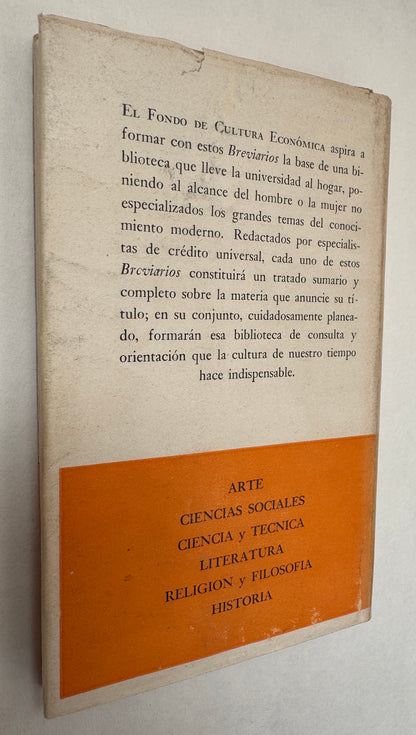 El Fondo de Cultura Económica aspira a
formar con estos Breviarios la base de una bi-
blioteca que lleve la universidad al hogar, po-
niendo al alcance del hombre o la mujer no
especializados los grandes temas del conoci-
miento moderno. Redactados por especialis-
tas de crédito universal, cada uno de estos
Breviarios constituirá un tratado sumario y
completo sobre la materia que anuncie su tí-
tulo; en su conjunto, cuidadosamente planea-
do, formarán esa biblioteca de consulta y
orientación que la cultura de nuestro tiempo
hace indispensable.
ARTE
CIENCIAS SOCIALES
CIENCIA y TECNICA
LITERATURA
RELIGION y FILOSOFIA
HISTORIA